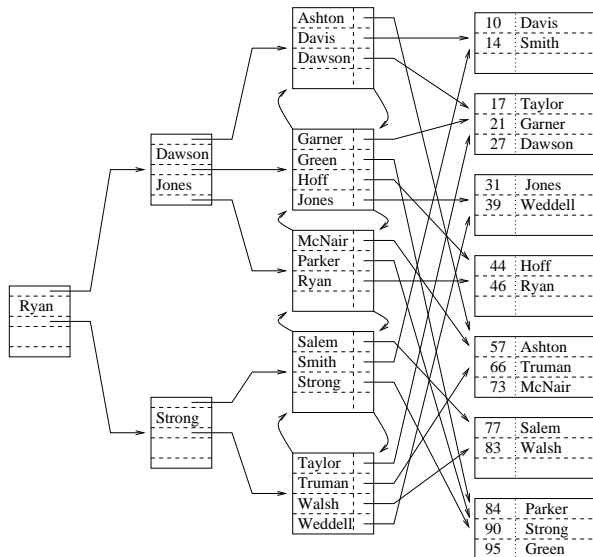 Ryan
Dawson
Jones
Strong
Ashton
Davis
Dawson
Garner
Green
Hoff
Jones
McNair
Parker
Ryan
Salem
Smith
Strong
Taylor
Truman
Walsh
Weddell
10 Davis
14 Smith
17 Taylor
21 Garner
27 Dawson
31 Jones
39 Weddell
44 Hoff
46 Ryan
57 Ashton
66 Truman
73 McNair
77 Salem
83 Walsh
84 Parker
90 Strong
95 Green